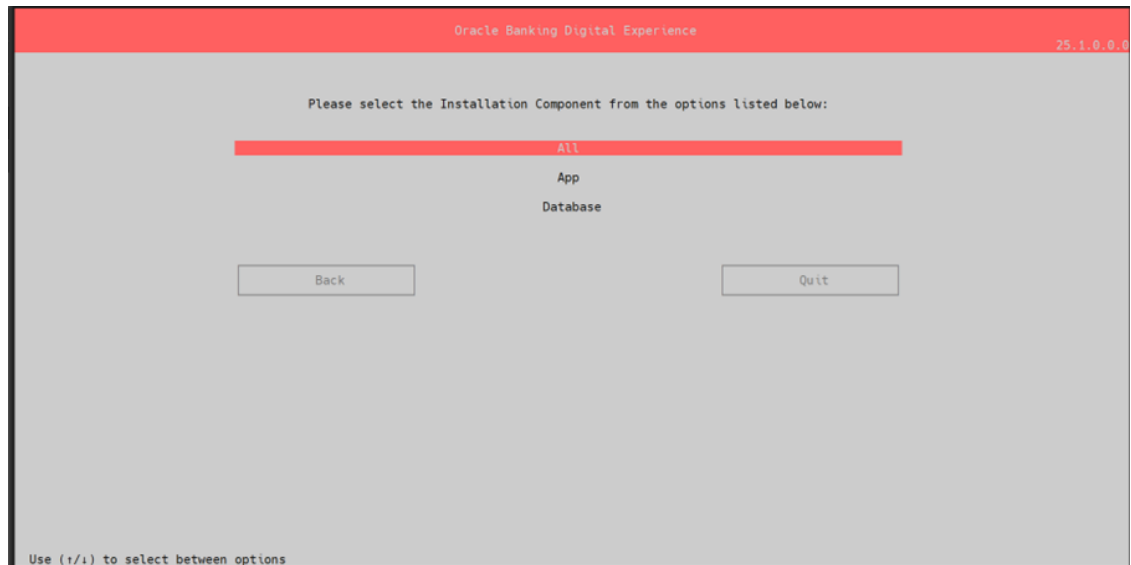 Oracle Banking Digital Experience
25.1.0.0.0
Please select the Installation Component from the options listed below:
All
App
Database
Back Quit
Use (↑/↓) to select between options